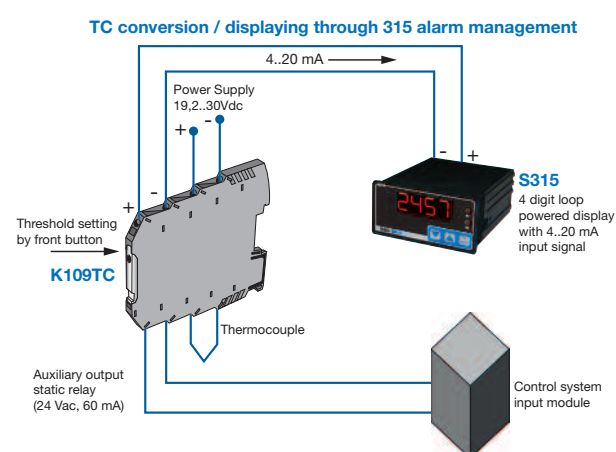 TC conversion / displaying through 315 alarm management
4..20 mA
Power Supply
19,2..30Vdc
+ -
- +
- 
+
2457
S315
4 digit loop
powered display
with 4..20 mA
input signal
Threshold setting
by front button
K109TC
Thermocouple
Auxiliary output
static relay
(24 Vac, 60 mA)
Control system
input module